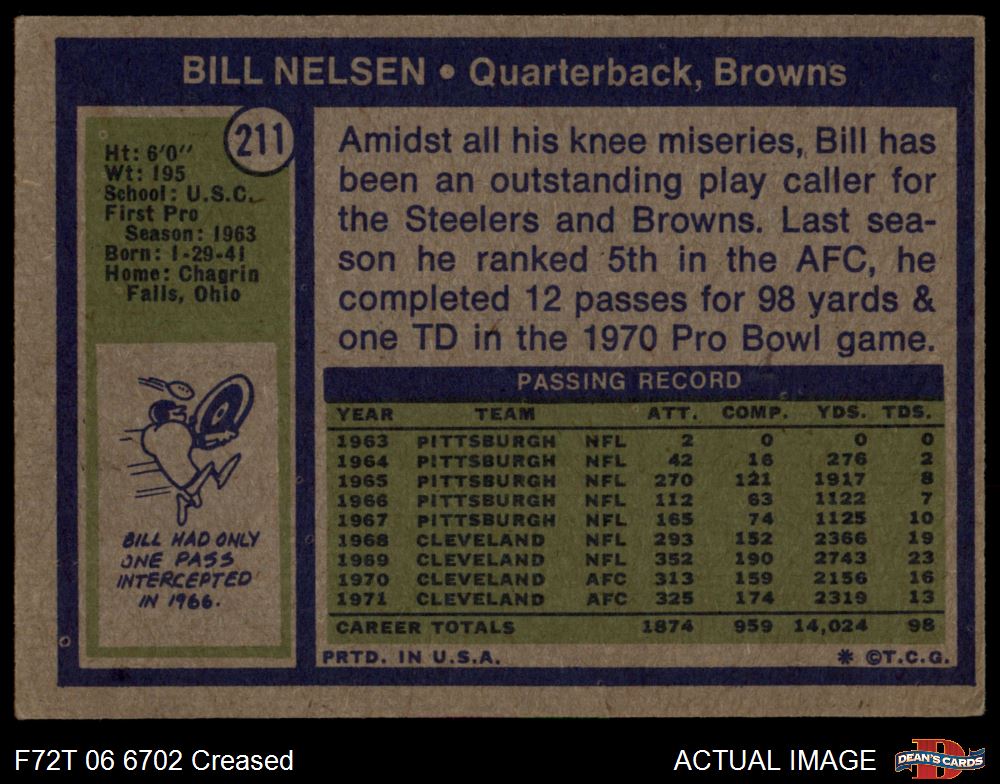 BILL NELSEN • Quarterback, Browns
211
Ht: 6'0"
Wt: 195
School: U.S.C.
First Pro
Season: 1963
Born: 1-29-41
Home: Chagrin
Falls, Ohio
BILL HAD ONLY
ONE PASS
INTERCEPTED
IN 1966.
Amidst all his knee miseries, Bill has
been an outstanding play caller for
the Steelers and Browns. Last sea-
son he ranked 5th in the AFC, he
completed 12 passes for 98 yards &
one TD in the 1970 Pro Bowl game.
PASSING RECORD
YEAR TEAM ATT. COMP. YDS. TDS.
1963 PITTSBURGH NFL 2 0 0 0
1964 PITTSBURGH NFL 42 16 276 2
1965 PITTSBURGH NFL 270 121 1917 8
1966 PITTSBURGH NFL 112 63 1122 7
1967 PITTSBURGH NFL 165 74 1125 10
1968 CLEVELAND NFL 293 152 2366 19
1969 CLEVELAND NFL 352 190 2743 23
1970 CLEVELAND AFC 313 159 2156 16
1971 CLEVELAND AFC 325 174 2319 13
CAREER TOTALS 1874 959 14,024 98
PRTD. IN U.S.A. * ©T.C.G.
F72T 06 6702 Creased ACTUAL IMAGE
D
DEAN'S CARDS